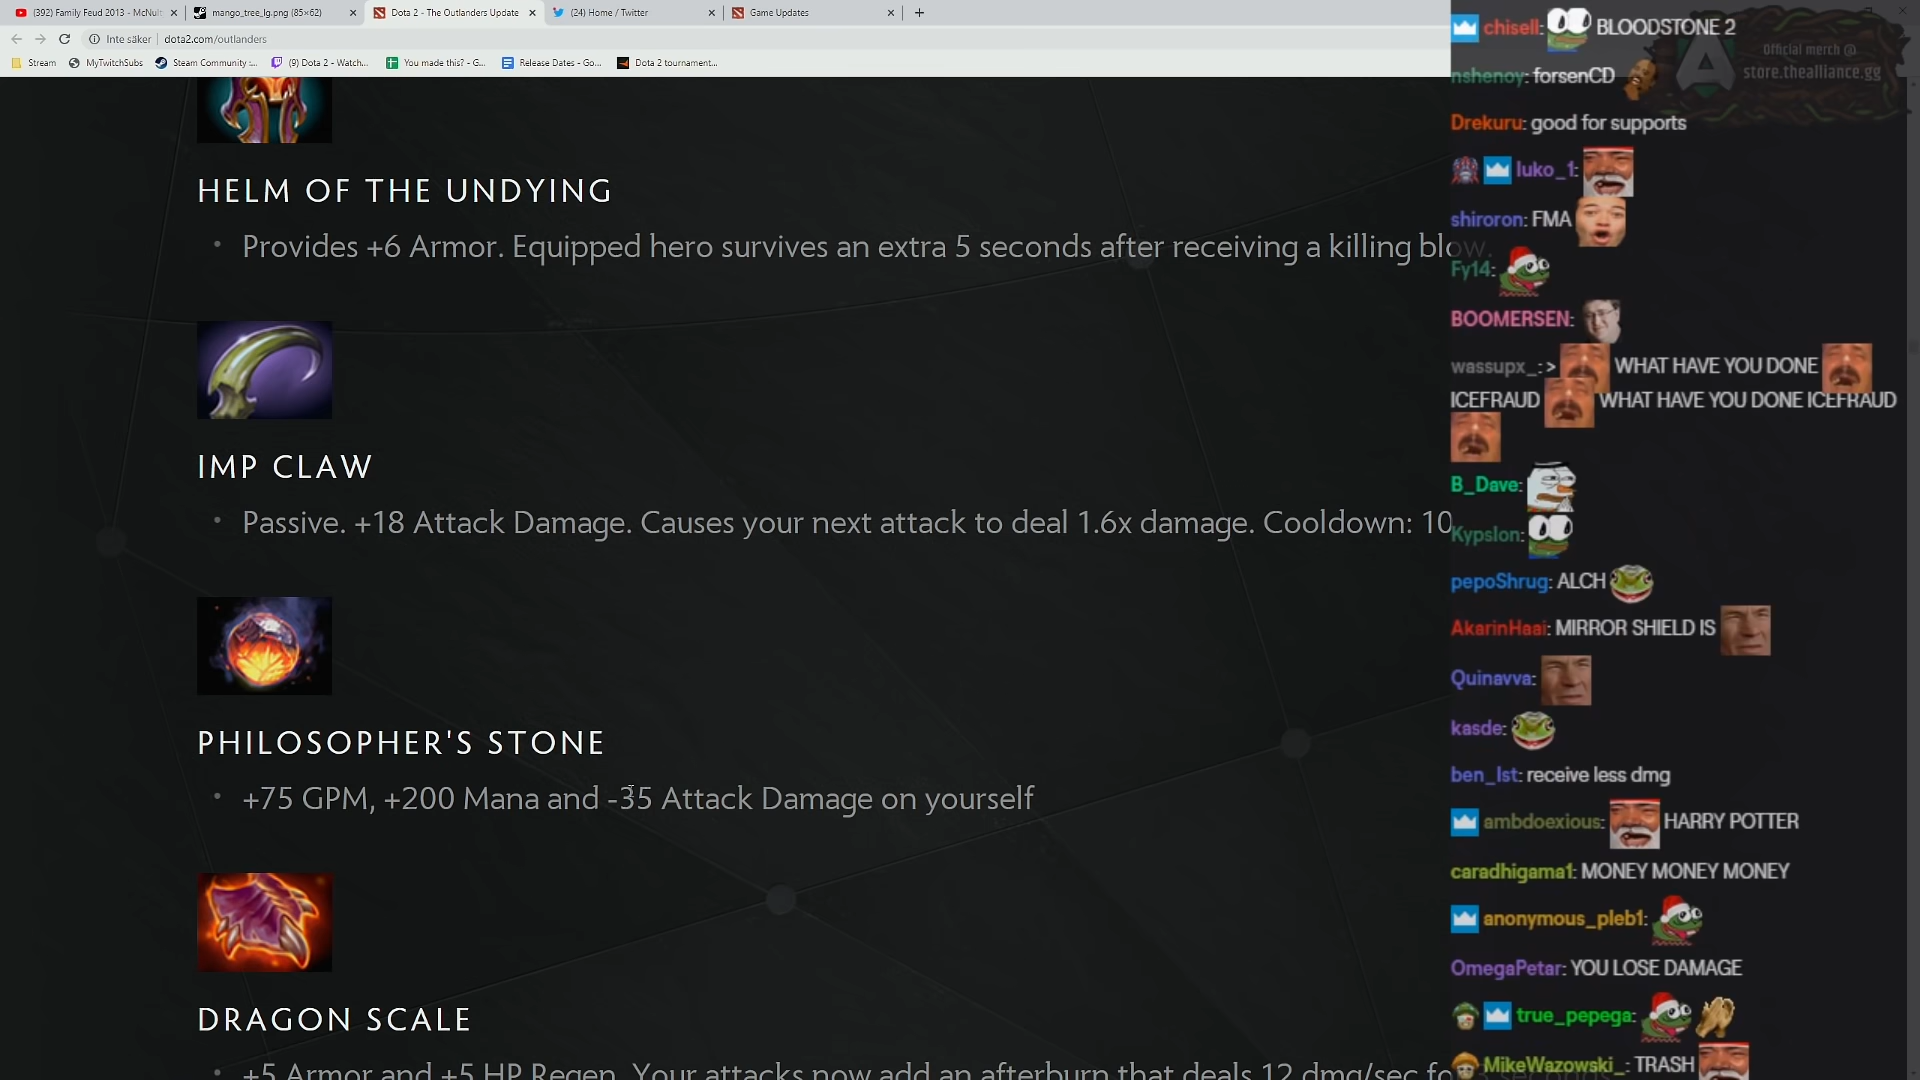 (392) Family Feud 2013 - McNult
mango_tree_lg.png (85×62)
Dota 2 - The Outlanders Update
(24) Home / Twitter
Game Updates
Inte säker | dota2.com/outlanders
Stream
MyTwitchSubs
Steam Community :...
(9) Dota 2 - Watch...
You made this? - G...
Release Dates - Go...
Dota 2 tournament...
HELM OF THE UNDYING
• Provides +6 Armor. Equipped hero survives an extra 5 seconds after receiving a killing blow.
IMP CLAW
• Passive. +18 Attack Damage. Causes your next attack to deal 1.6x damage. Cooldown: 10
PHILOSOPHER'S STONE
• +75 GPM, +200 Mana and -35 Attack Damage on yourself
DRAGON SCALE
• +5 Armor and +5 HP Regen. Your attacks now add an afterburn that deals 12 dmg/sec fo 3 seconds
Official merch @
store.thealliance.gg
chisell: BLOODSTONE 2
nshenoy: forsenCD
Drekuru: good for supports
luko_1:
shiroron: FMA
Fy14:
BOOMERSEN:
wassupx_: > WHAT HAVE YOU DONE
ICEFRAUD WHAT HAVE YOU DONE ICEFRAUD
B_Dave:
Kypslon:
pepoShrug: ALCH
AkarinHaai: MIRROR SHIELD IS
Quinavva:
kasde:
ben_lst: receive less dmg
ambdoexious: HARRY POTTER
caradhigama1: MONEY MONEY MONEY
anonymous_pleb1:
OmegaPetar: YOU LOSE DAMAGE
true_pepega:
MikeWazowski_: TRASH